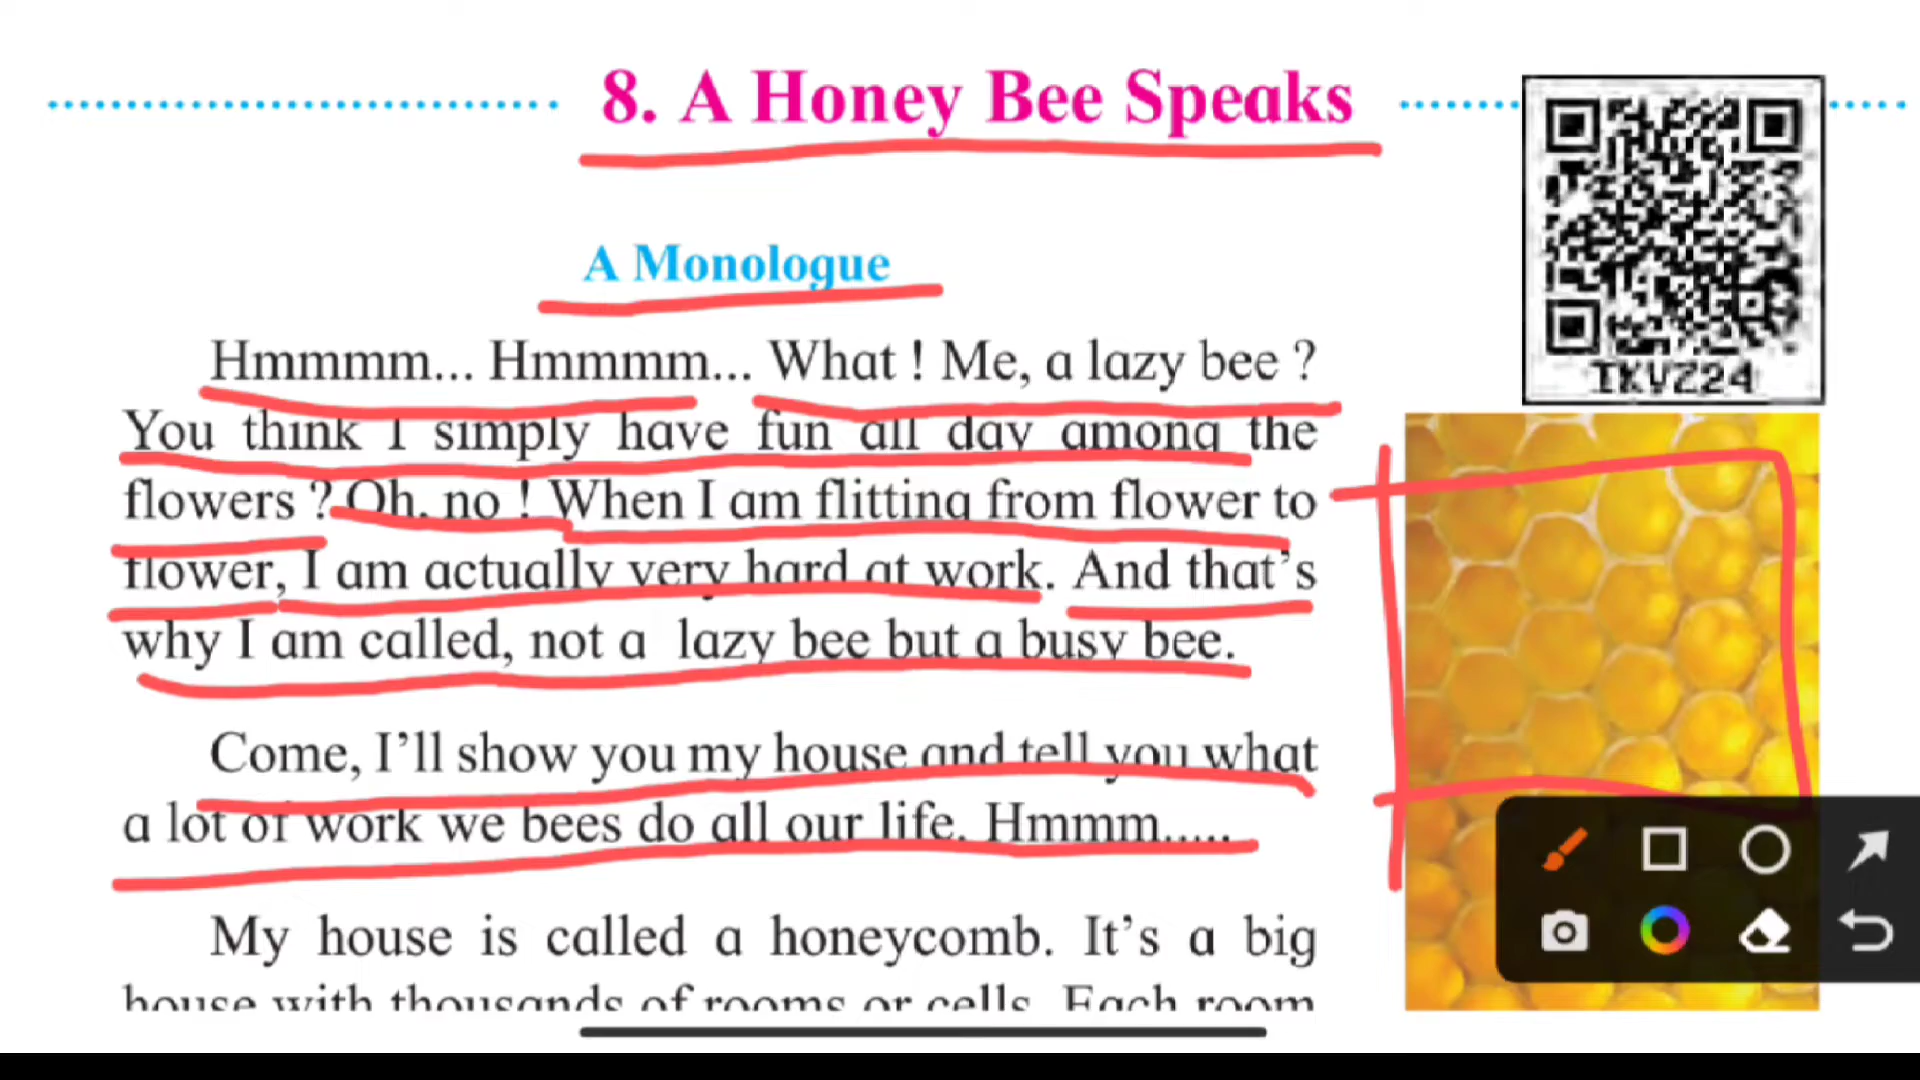 8. A Honey Bee Speaks
A Monologue
Hmmmm... Hmmmm... What ! Me, a lazy bee ?
You think I simply have fun all day among the
flowers ? Oh, no ! When I am flitting from flower to
flower, I am actually very hard at work. And that's
why I am called, not a lazy bee but a busy bee.
Come, I'll show you my house and tell you what
a lot of work we bees do all our life. Hmmm.....
My house is called a honeycomb. It's a big
house with thousands of rooms or cells. Each room
IKVZ24